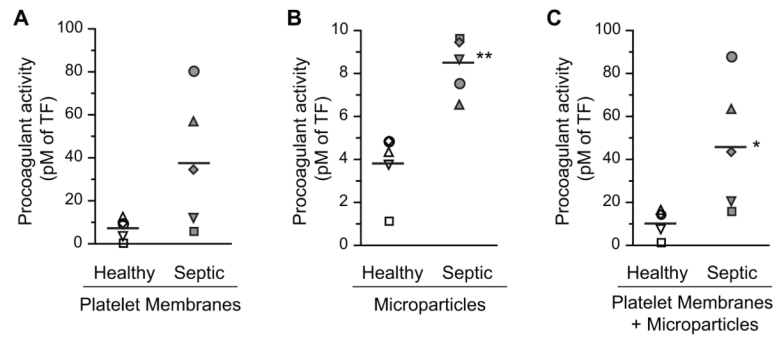 A
Procoagulant activity
(pM of TF)
100
80
60
40
20
0
Healthy
Septic
Platelet Membranes
B
Procoagulant activity
(pM of TF)
10
8
6
4
2
0
**
Healthy
Septic
Microparticles
C
Procoagulant activity
(pM of TF)
100
80
60
40
20
0
*
Healthy
Septic
Platelet Membranes
+ Microparticles